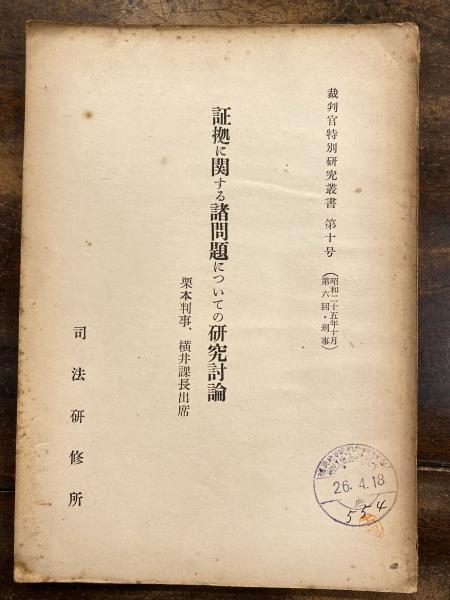 裁判官特別研究叢書 第十号
(昭和二十五年十月
第六回・刑事)
証拠に関する諸問題についての研究討論
栗本判事、横井課長出席
司法研修所
26.4.18
554